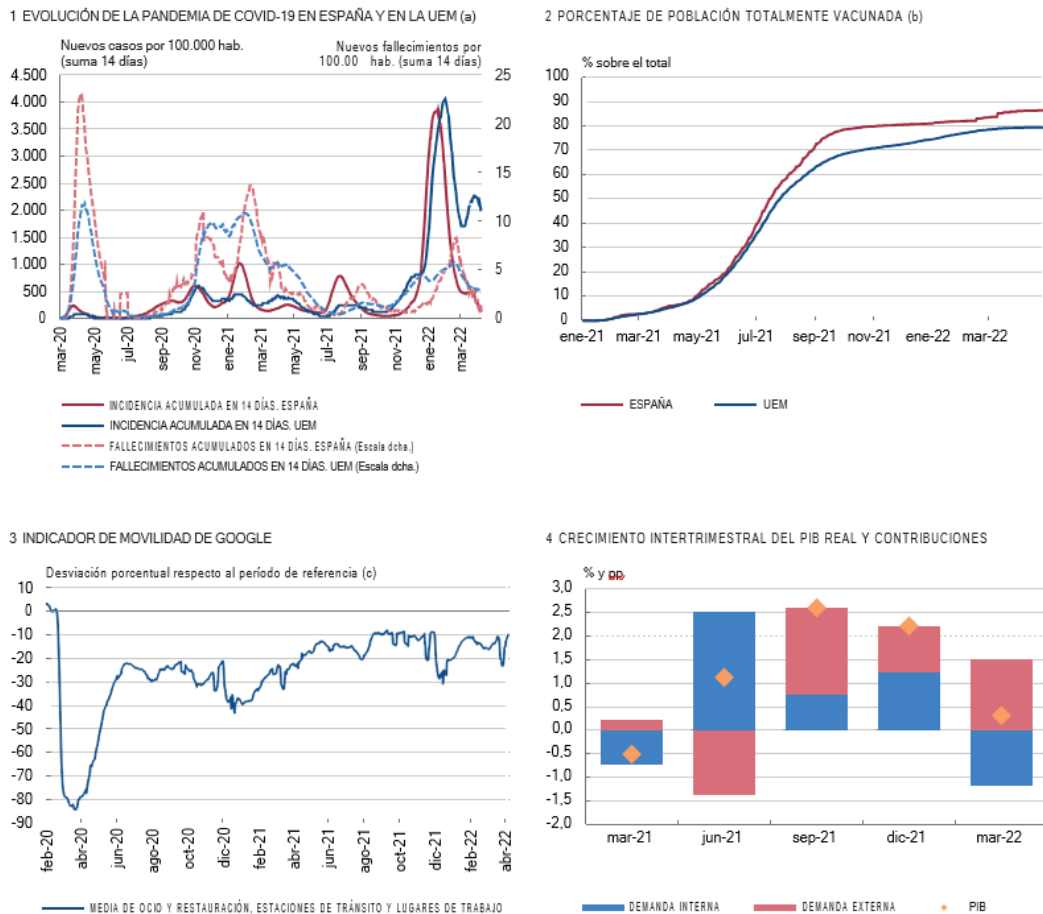 1 EVOLUCIÓN DE LA PANDEMIA DE COVID-19 EN ESPAÑA Y EN LA UEM (a)
Nuevos casos por 100.000 hab.
(suma 14 días)
Nuevos fallecimientos por
100.00 hab. (suma 14 días)
4.500
4.000
3.500
3.000
2.500
2.000
1.500
1.000
500
0
25
20
15
10
5
0
mar-20
may-20
jul-20
sep-20
nov-20
ene-21
mar-21
may-21
jul-21
sep-21
nov-21
ene-22
mar-22
INCIDENCIA ACUMULADA EN 14 DÍAS. ESPAÑA
INCIDENCIA ACUMULADA EN 14 DÍAS. UEM
FALLECIMIENTOS ACUMULADOS EN 14 DÍAS. ESPAÑA (Escala dcha.)
FALLECIMIENTOS ACUMULADOS EN 14 DÍAS. UEM (Escala dcha.)
2 PORCENTAJE DE POBLACIÓN TOTALMENTE VACUNADA (b)
% sobre el total
100
90
80
70
60
50
40
30
20
10
0
ene-21
mar-21
may-21
jul-21
sep-21
nov-21
ene-22
mar-22
ESPAÑA
UEM
3 INDICADOR DE MOVILIDAD DE GOOGLE
Desviación porcentual respecto al período de referencia (c)
10
0
-10
-20
-30
-40
-50
-60
-70
-80
-90
feb-20
abr-20
jun-20
ago-20
oct-20
dic-20
feb-21
abr-21
jun-21
ago-21
oct-21
dic-21
feb-22
abr-22
MEDIA DE OCIO Y RESTAURACIÓN, ESTACIONES DE TRÁNSITO Y LUGARES DE TRABAJO
4 CRECIMIENTO INTERTRIMESTRAL DEL PIB REAL Y CONTRIBUCIONES
% y pp
3,0
2,5
2,0
1,5
1,0
0,5
0,0
-0,5
-1,0
-1,5
-2,0
mar-21
jun-21
sep-21
dic-21
mar-22
DEMANDA INTERNA
DEMANDA EXTERNA
PIB